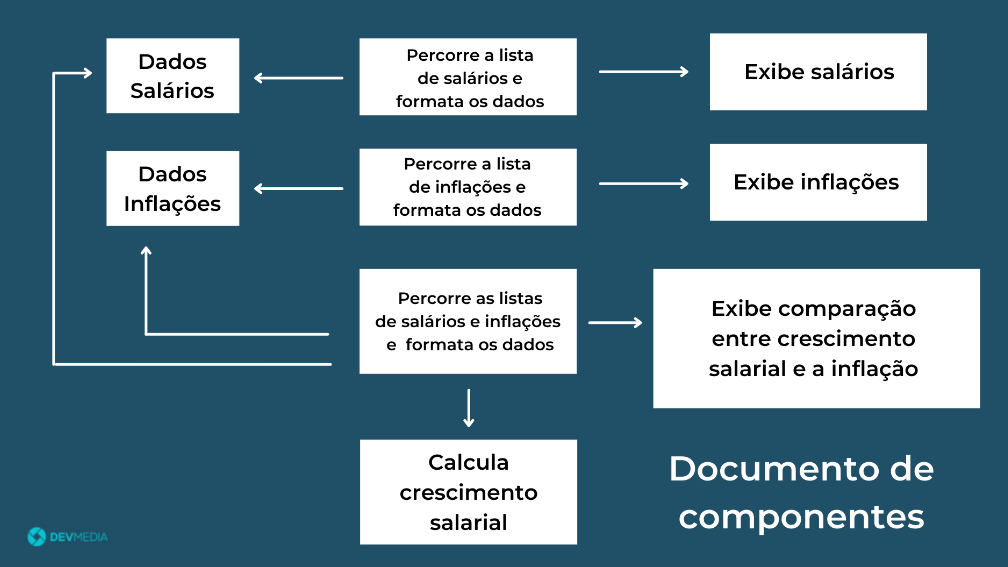 Dados
Salários
Percorre a lista
de salários e
formata os dados
Exibe salários
Dados
Inflações
Percorre a lista
de inflações e
formata os dados
Exibe inflações
Percorre as listas
de salários e inflações
e formata os dados
Exibe comparação
entre crescimento
salarial e a inflação
Calcula
crescimento
salarial
Documento de
componentes
DEVMEDIA